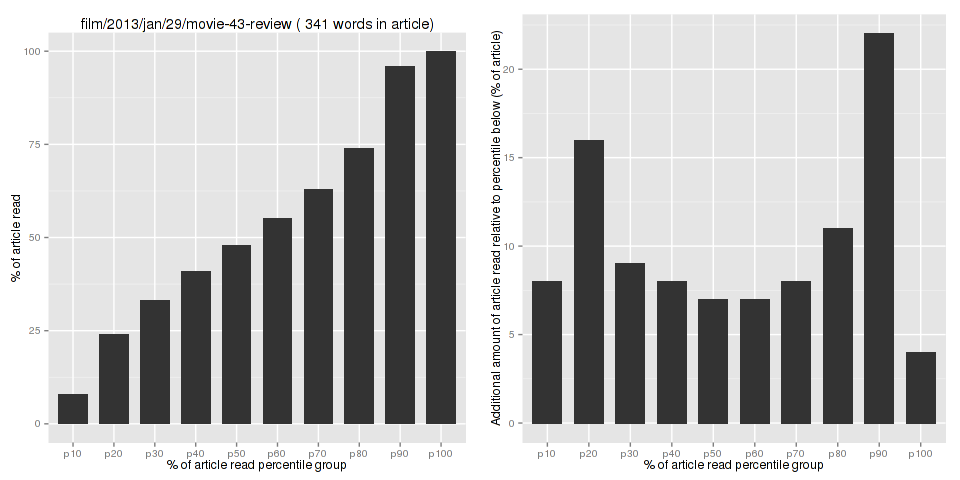 film/2013/jan/29/movie-43-review ( 341 words in article)
% of article read
100
75
50
25
0
p10 p20 p30 p40 p50 p60 p70 p80 p90 p100
% of article read percentile group
Additional amount of article read relative to percentile below (% of article)
20
15
10
5
0
p10 p20 p30 p40 p50 p60 p70 p80 p90 p100
% of article read percentile group